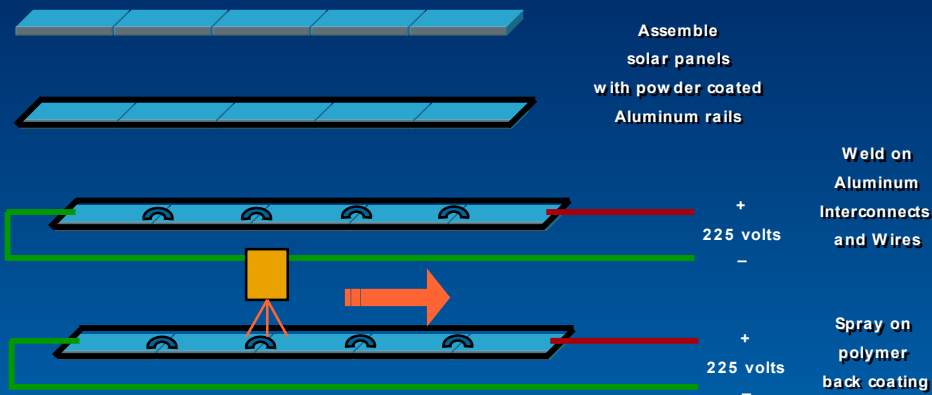 Assemble
solar panels
with powder coated
Aluminum rails
Weld on
Aluminum
Interconnects
and Wires
+
225 volts
–
Spray on
polymer
back coating
+
225 volts
–